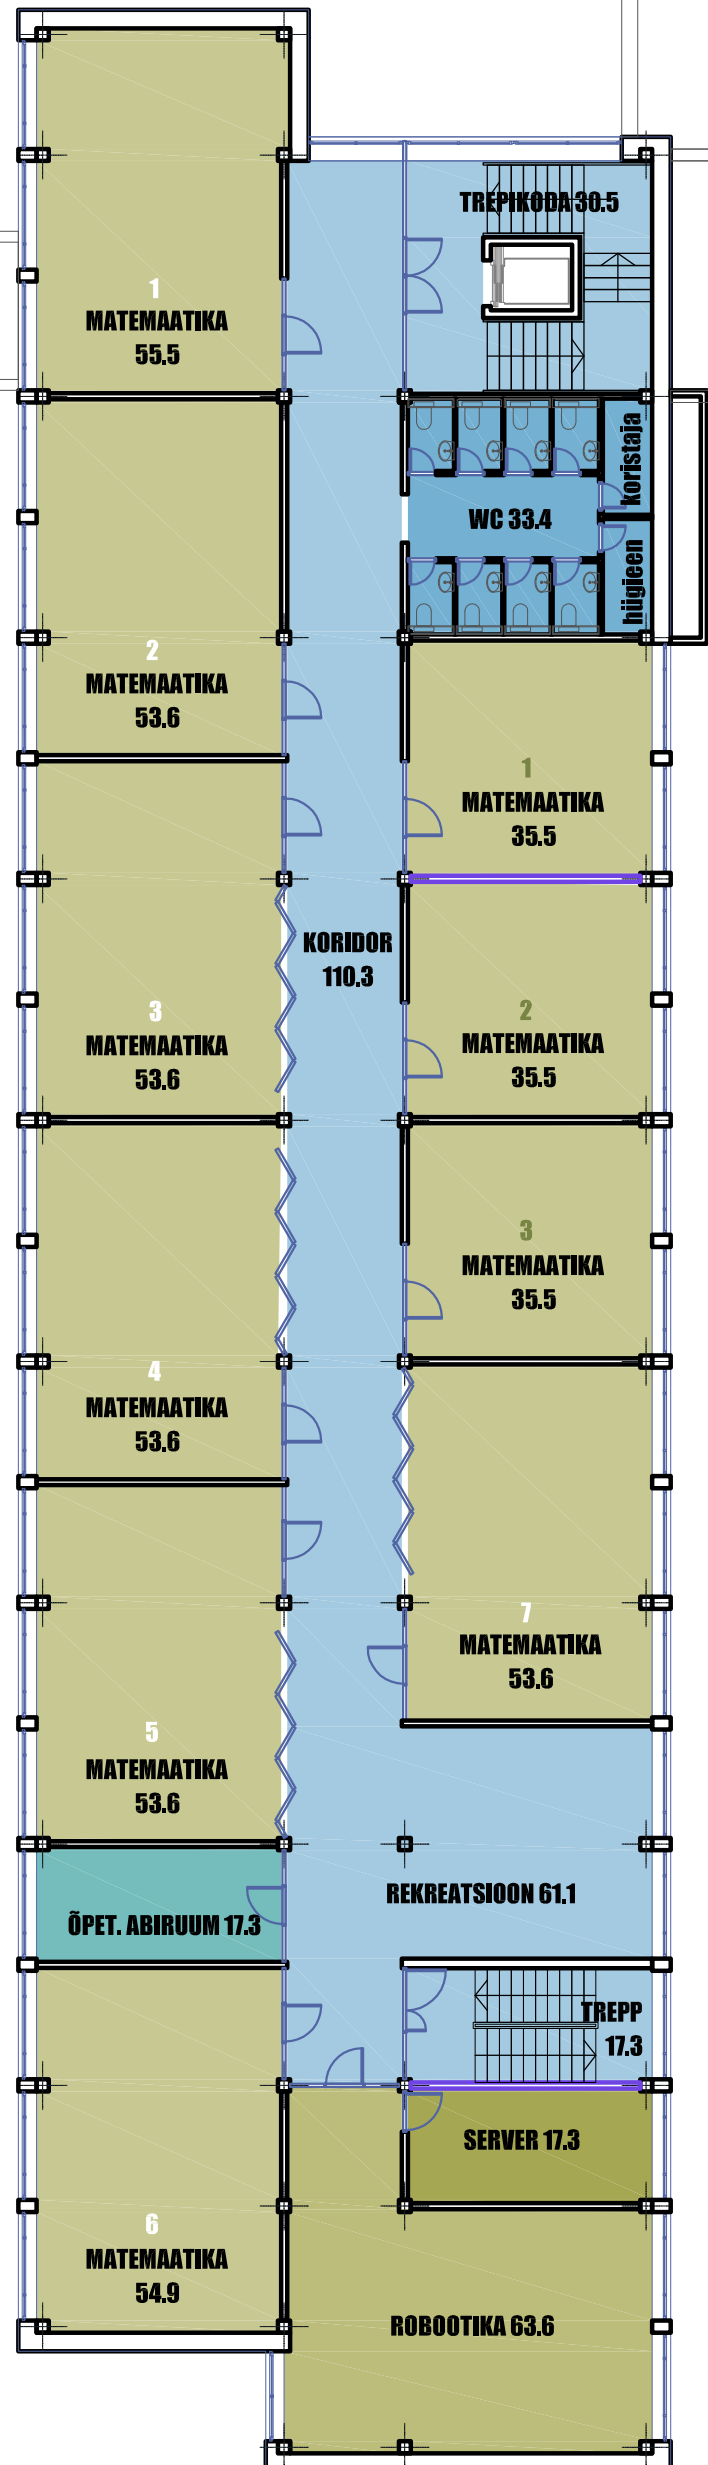 TREPIKODA 30.5
1
MATEMAATIKA
55.5
koristaja
WC 33.4
hügieen
2
MATEMAATIKA
53.6
1
MATEMAATIKA
35.5
KORIDOR
110.3
3
MATEMAATIKA
53.6
2
MATEMAATIKA
35.5
3
MATEMAATIKA
35.5
4
MATEMAATIKA
53.6
7
MATEMAATIKA
53.6
5
MATEMAATIKA
53.6
REKREATSIOON 61.1
ÕPET. ABIRUUM 17.3
TREPP
17.3
SERVER 17.3
6
MATEMAATIKA
54.9
ROBOOTIKA 63.6